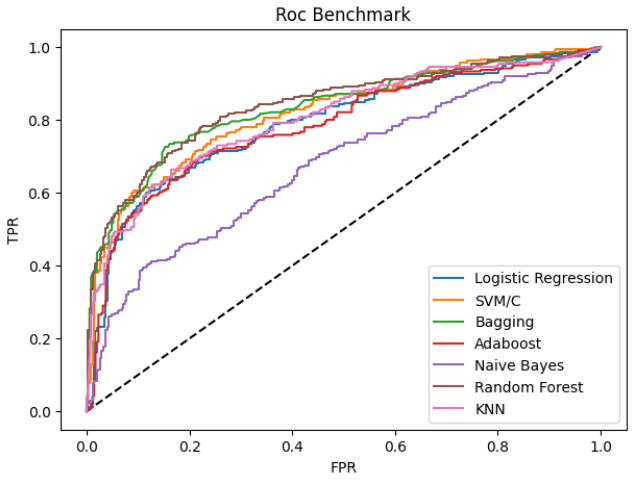 Roc Benchmark
1.0
0.8
0.6
0.4
0.2
0.0
TPR
0.0 0.2 0.4 0.6 0.8 1.0
FPR
Logistic Regression
SVM/C
Bagging
Adaboost
Naive Bayes
Random Forest
KNN